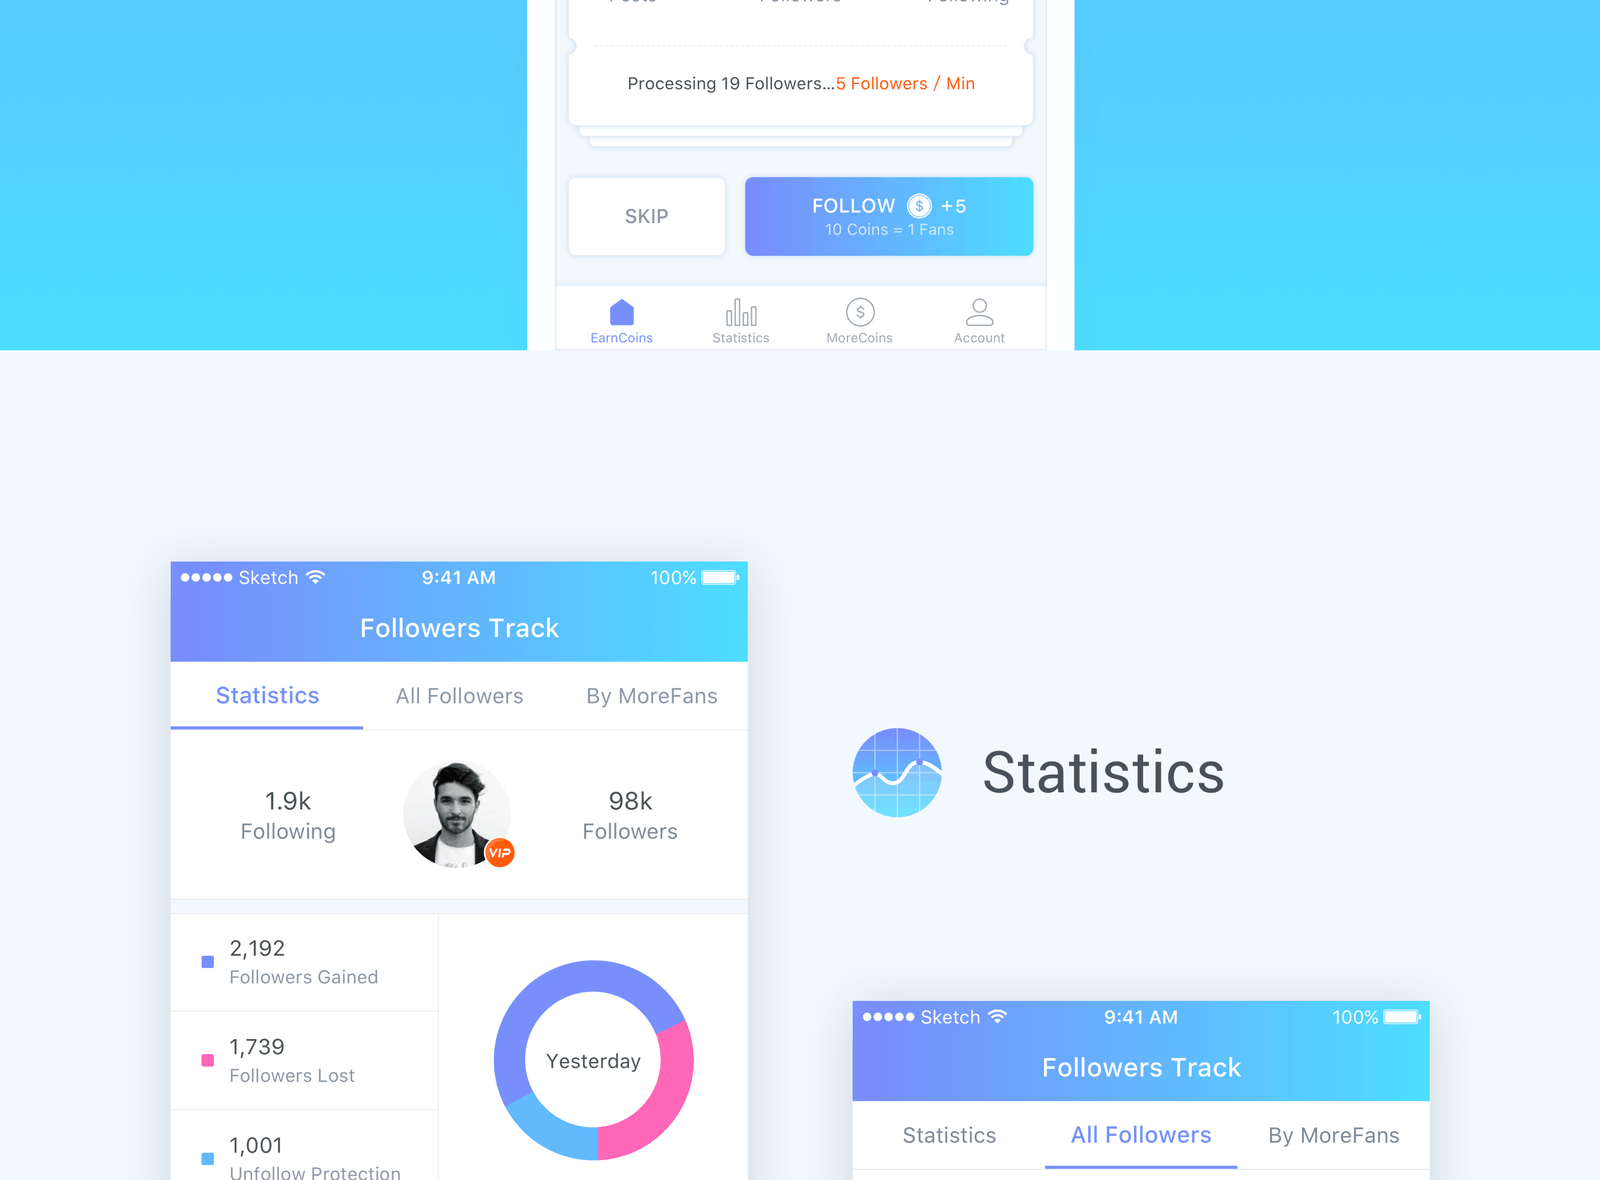 Posts Followers Following
Processing 19 Followers...5 Followers / Min
SKIP
FOLLOW $ +5
10 Coins = 1 Fans
EarnCoins Statistics $ MoreCoins Account
Sketch 9:41 AM 100%
Followers Track
Statistics All Followers By MoreFans
1.9k
Following
98k
Followers
VIP
Statistics
2,192
Followers Gained
1,739
Followers Lost
1,001
Unfollow Protection
Yesterday
Sketch 9:41 AM 100%
Followers Track
Statistics All Followers By MoreFans